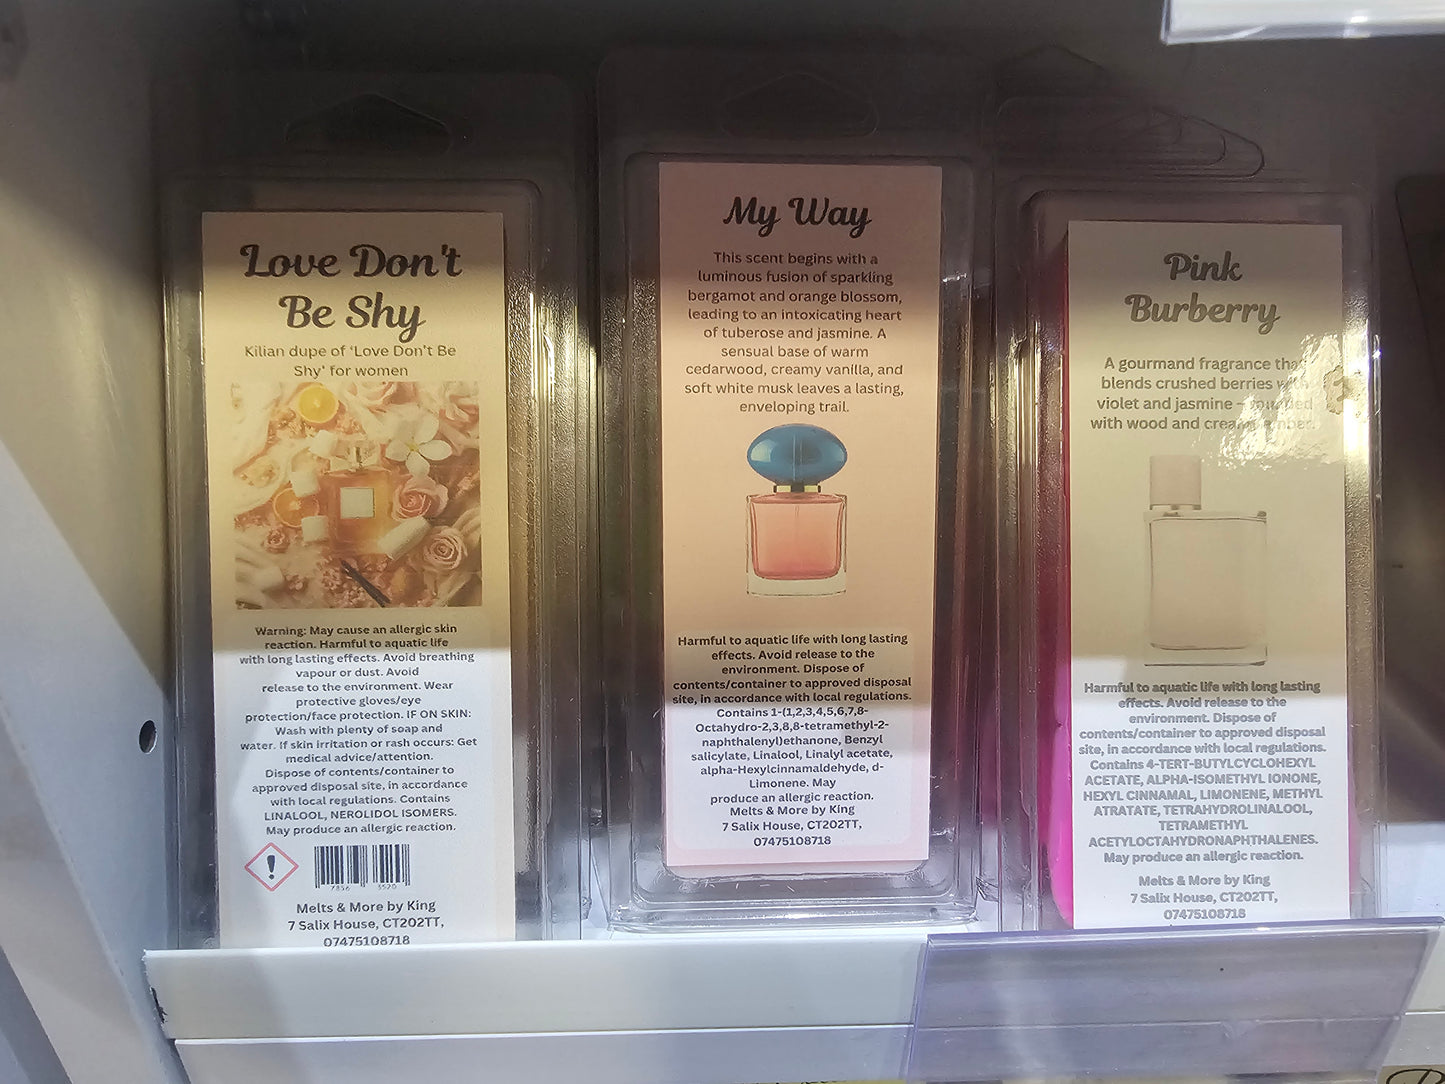 Love Don't
Be Shy
Kilian dupe of ‘Love Don’t Be
Shy’ for women
Warning: May cause an allergic skin
reaction. Harmful to aquatic life
with long lasting effects. Avoid breathing
vapour or dust. Avoid
release to the environment. Wear
protective gloves/eye
protection/face protection. IF ON SKIN:
Wash with plenty of soap and
water. If skin irritation or rash occurs: Get
medical advice/attention.
Dispose of contents/container to
approved disposal site, in accordance
with local regulations. Contains
LINALOOL, NEROLIDOL ISOMERS.
May produce an allergic reaction.
7856 3520
Melts & More by King
7 Salix House, CT202TT,
07475108718
My Way
This scent begins with a
luminous fusion of sparkling
bergamot and orange blossom,
leading to an intoxicating heart
of tuberose and jasmine. A
sensual base of warm
cedarwood, creamy vanilla, and
soft white musk leaves a lasting,
enveloping trail.
Harmful to aquatic life with long lasting
effects. Avoid release to the
environment. Dispose of
contents/container to approved disposal
site, in accordance with local regulations.
Contains 1-(1,2,3,4,5,6,7,8-
Octahydro-2,3,8,8-tetramethyl-2-
naphthalenyl)ethanone, Benzyl
salicylate, Linalool, Linalyl acetate,
alpha-Hexylcinnamaldehyde, d-
Limonene. May
produce an allergic reaction.
Melts & More by King
7 Salix House, CT202TT,
07475108718
Pink
Burberry
A gourmand fragrance that
blends crushed berries with
violet and jasmine -
with wood and creamy amber.
Harmful to aquatic life with long lasting
effects. Avoid release to the
environment. Dispose of
contents/container to approved disposal
site, in accordance with local regulations.
Contains 4-TERT-BUTYLCYCLOHEXYL
ACETATE, ALPHA-ISOMETHYL IONONE,
HEXYL CINNAMAL, LIMONENE, METHYL
ATRATATE, TETRAHYDROLINALOOL,
TETRAMETHYL
ACETYLOCTAHYDRONAPHTHALENES.
May produce an allergic reaction.
Melts & More by King
7 Salix House, CT202TT,
07475108718